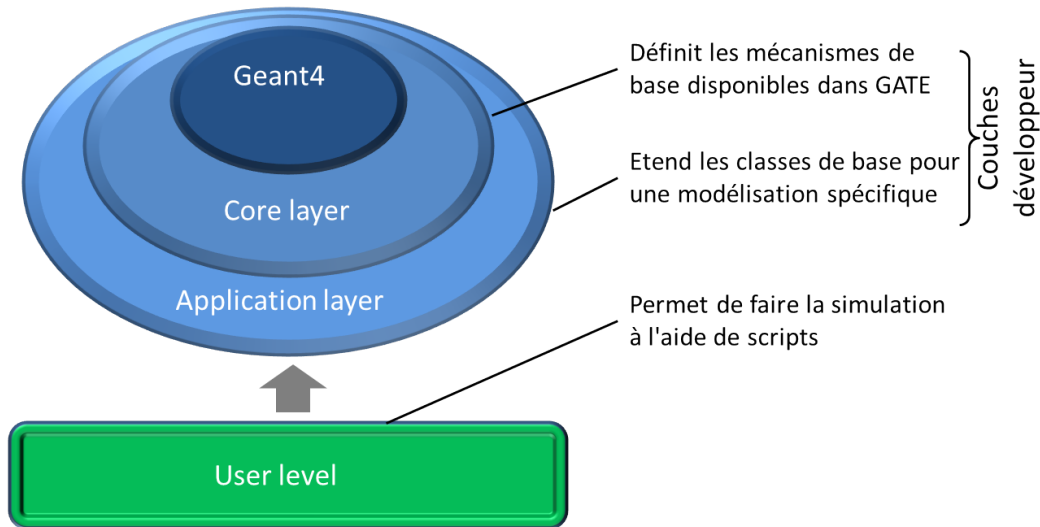 Geant4
Core layer
Application layer
User level
Définit les mécanismes de
base disponibles dans GATE
Etend les classes de base pour
une modélisation spécifique
Couches
développeur
Permet de faire la simulation
à l'aide de scripts